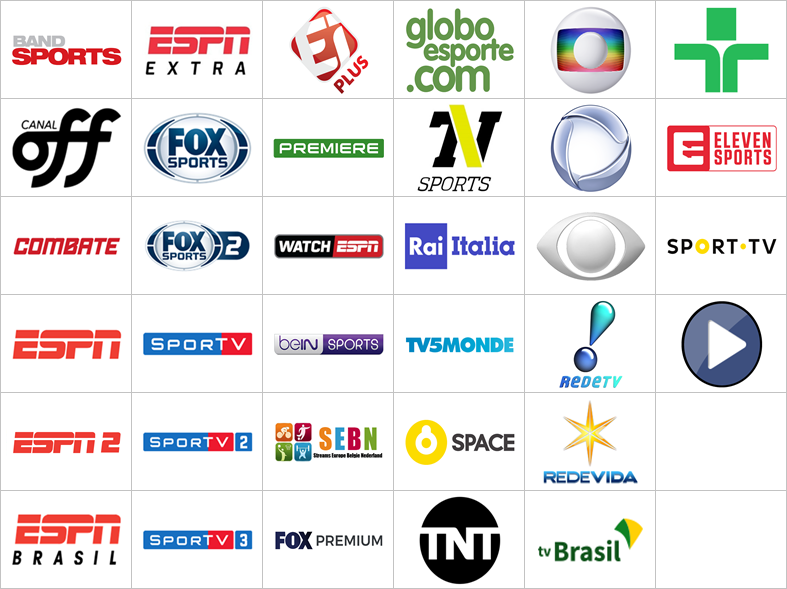 BAND
SPORTS
ESPN
EXTRA
EI
PLUS
globo
esporte
.com
CANAL
off
FOX
SPORTS
PREMIERE
N
SPORTS
ELEVEN
SPORTS
COMBATE
FOX
SPORTS 2
WATCH ESPN
Rai Italia
SPORT•TV
ESPN
SPORTV
beIN SPORTS
TV5MONDE
REDETV
ESPN 2
SPORTV 2
SEBN
Streams Europe Belgie Nederland
SPACE
REDEVIDA
ESPN
BRASIL
SPORTV 3
FOX PREMIUM
TNT
tv Brasil